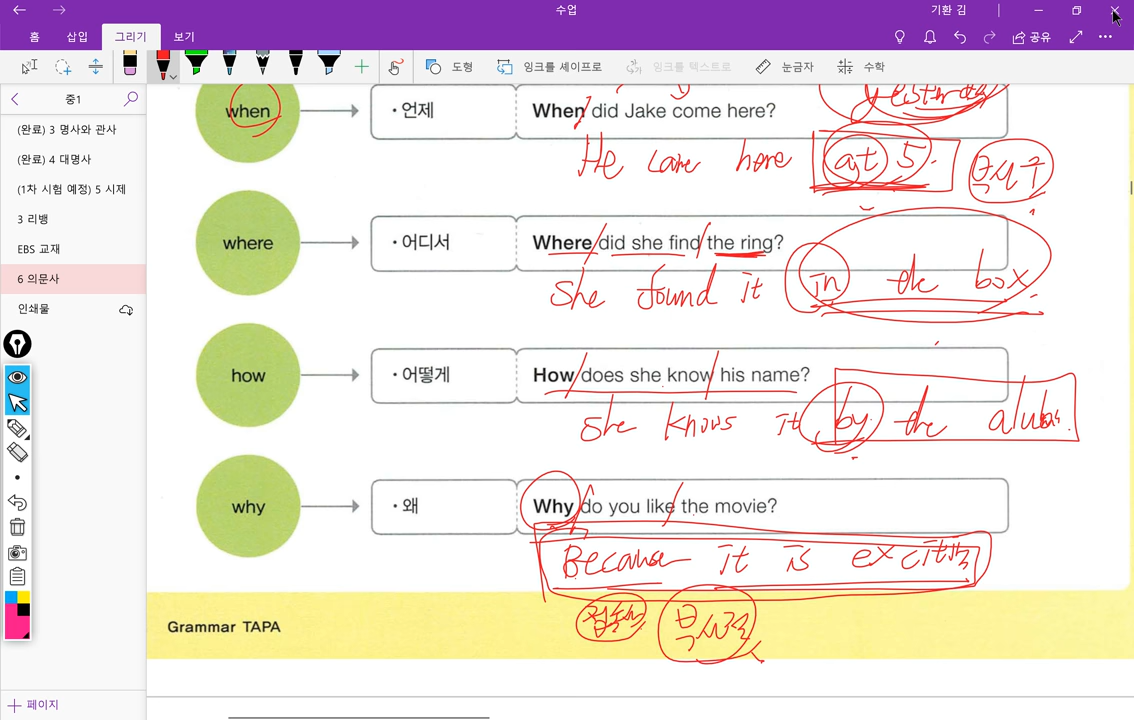 수업
기환 김
홈 삽입 그리기 보기
공유
도형 잉크를 셰이프로 잉크를 텍스트로 눈금자 수학
중1
(완료) 3 명사와 관사
(완료) 4 대명사
(1차 시험 예정) 5 시제
3 리뱅
EBS 교재
6 의문사
인쇄물
페이지
when · 언제 When did Jake come here?
He came here at 5. 부사구
where · 어디서 Where did she find the ring?
She found it in the box
how · 어떻게 How does she know his name?
She knows it by the
why · 왜 Why do you like the movie?
Because it is exciting
접속사 부사절
Grammar TAPA